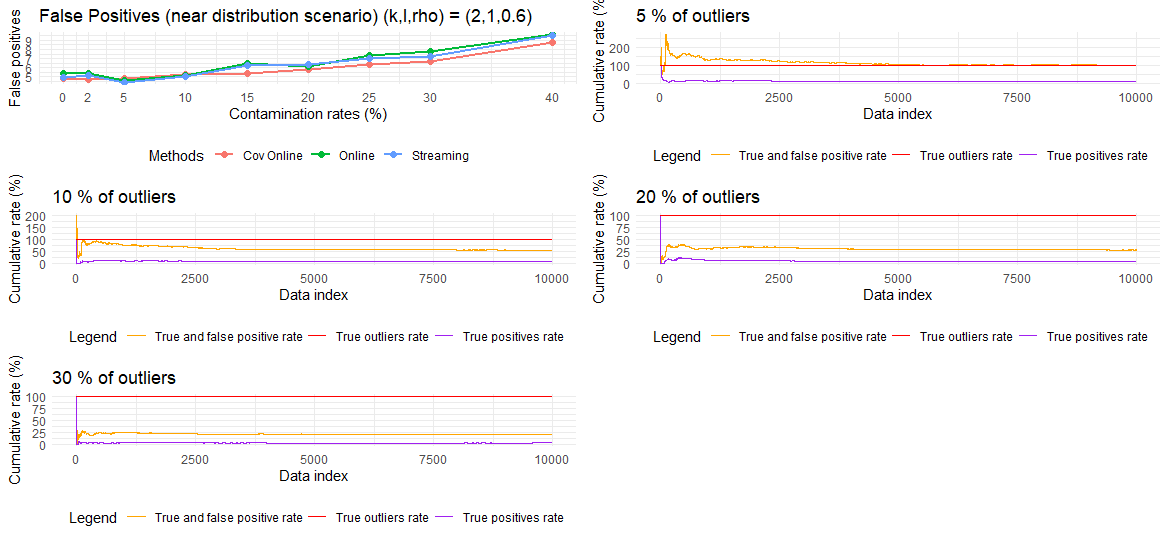 False Positives (near distribution scenario) (k,l,rho) = (2,1,0.6)
False positives
9
8
7
6
5
0 2 5 10 15 20 25 30 40
Contamination rates (%)
Methods Cov Online Online Streaming
5 % of outliers
Cumulative rate (%)
200
100
0
0 2500 5000 7500 10000
Data index
Legend True and false positive rate True outliers rate True positives rate
10 % of outliers
Cumulative rate (%)
200
150
100
50
0
0 2500 5000 7500 10000
Data index
Legend True and false positive rate True outliers rate True positives rate
20 % of outliers
Cumulative rate (%)
100
75
50
25
0
0 2500 5000 7500 10000
Data index
Legend True and false positive rate True outliers rate True positives rate
30 % of outliers
Cumulative rate (%)
100
75
50
25
0
0 2500 5000 7500 10000
Data index
Legend True and false positive rate True outliers rate True positives rate